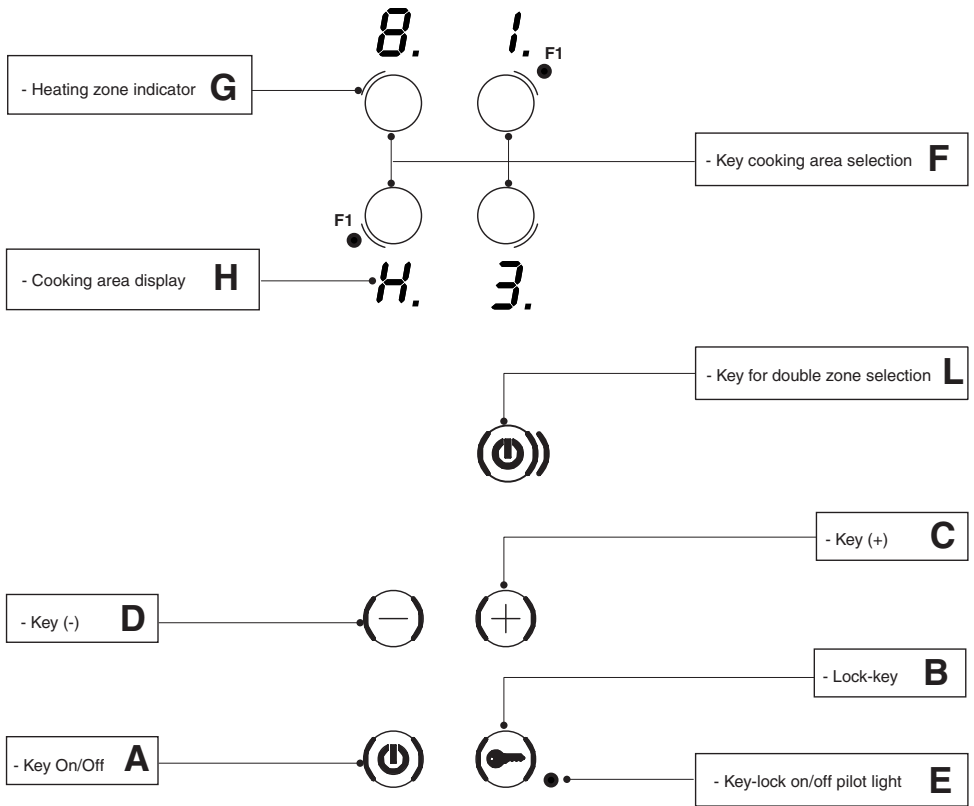 8. 1.
F1
- Heating zone indicator G
- Key cooking area selection F
F1
- Cooking area display H
H. 3.
- Key for double zone selection L
- Key (+) C
- Key (-) D
- Lock-key B
- Key On/Off A
- Key-lock on/off pilot light E